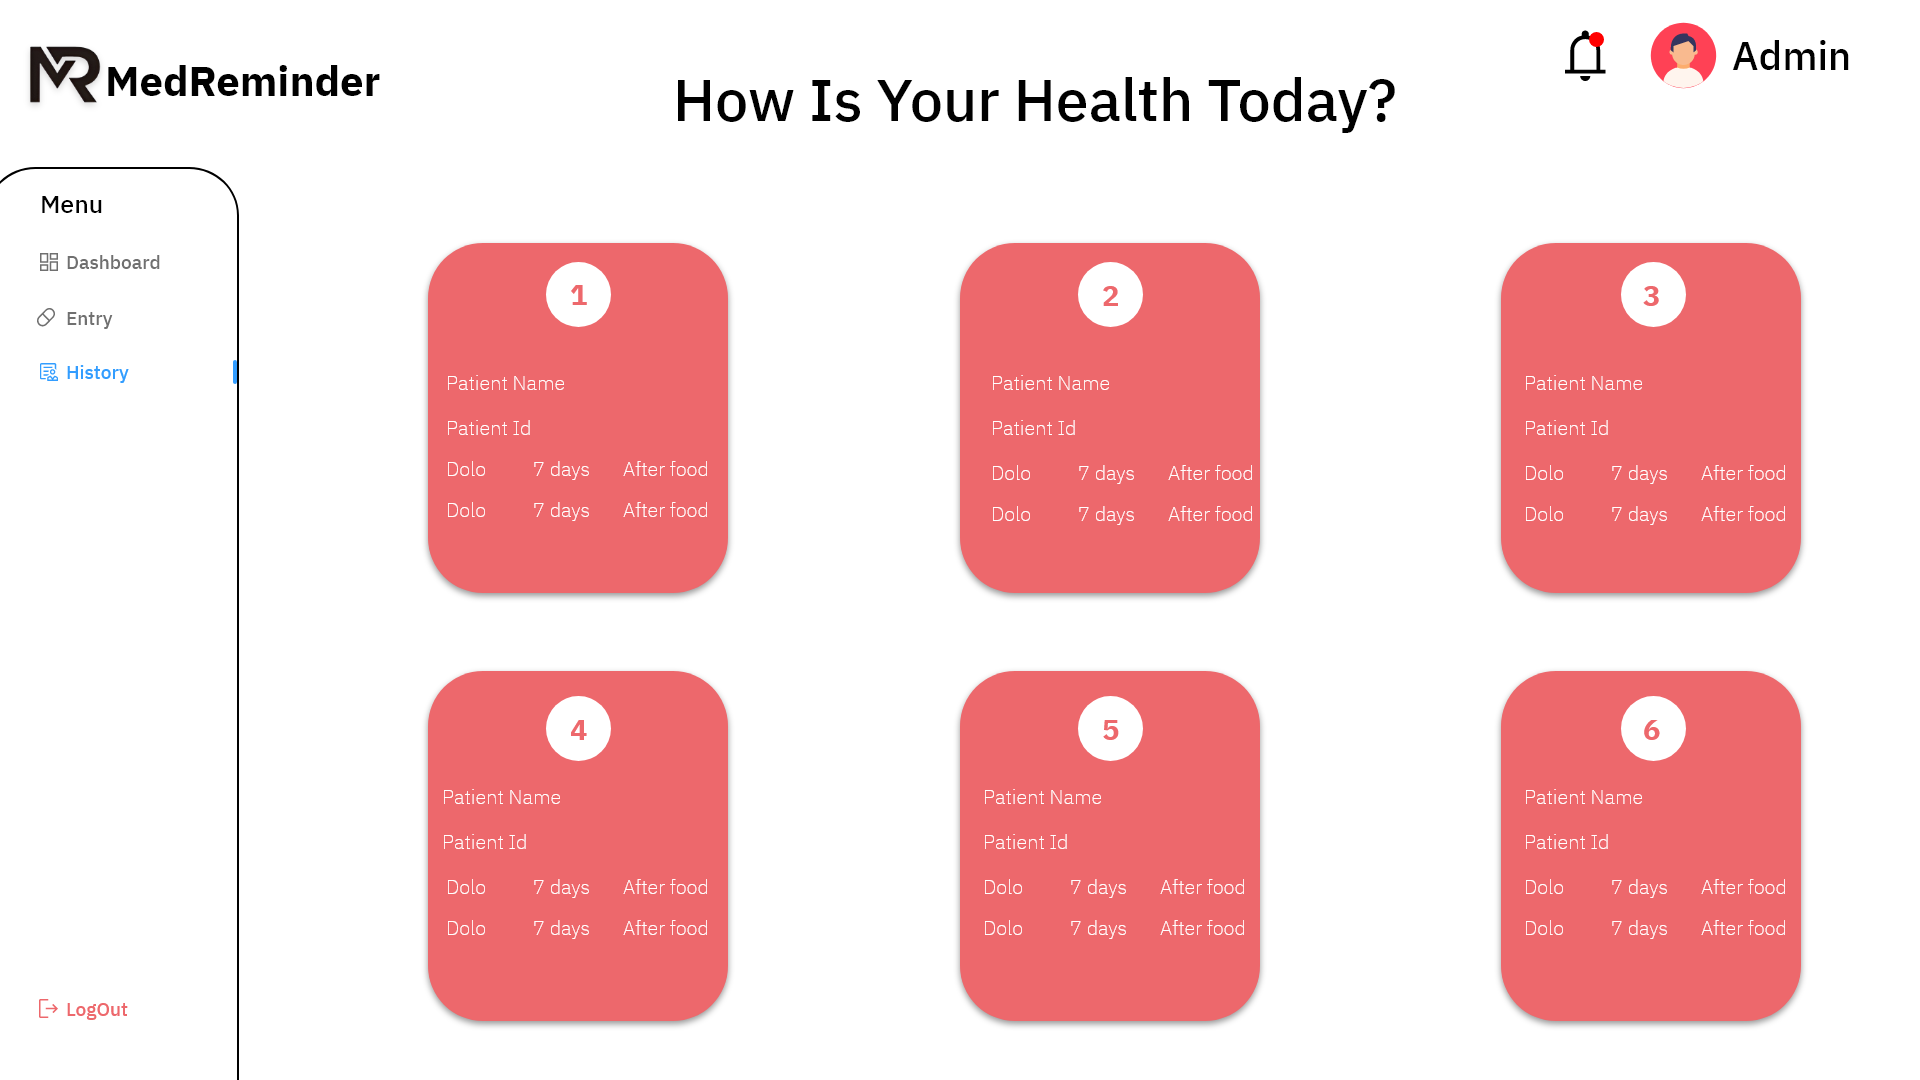 MR MedReminder
How Is Your Health Today?
Admin
Menu
Dashboard
Entry
History
LogOut
1
Patient Name
Patient Id
Dolo 7 days After food
Dolo 7 days After food
2
Patient Name
Patient Id
Dolo 7 days After food
Dolo 7 days After food
3
Patient Name
Patient Id
Dolo 7 days After food
Dolo 7 days After food
4
Patient Name
Patient Id
Dolo 7 days After food
Dolo 7 days After food
5
Patient Name
Patient Id
Dolo 7 days After food
Dolo 7 days After food
6
Patient Name
Patient Id
Dolo 7 days After food
Dolo 7 days After food